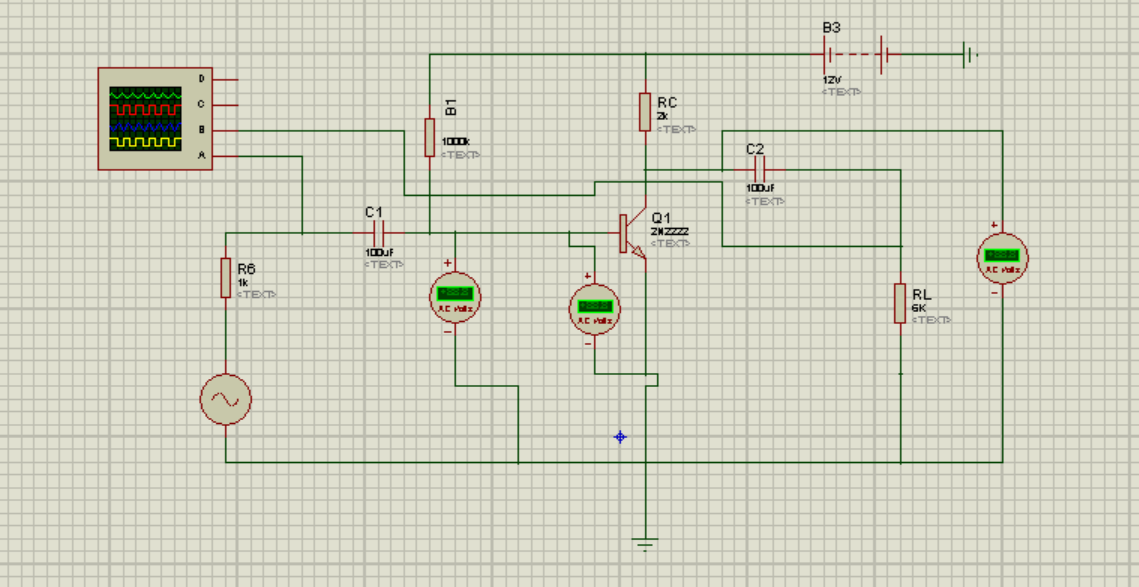 B3
12V
<TEXT>
D
C
B
A
B1
1000k
<TEXT>
RC
2k
<TEXT>
C2
100uF
<TEXT>
C1
100uF
<TEXT>
Q1
2N2222
<TEXT>
R6
1k
<TEXT>
+
AC Volts
−
+
AC Volts
−
+
AC Volts
−
RL
6K
<TEXT>